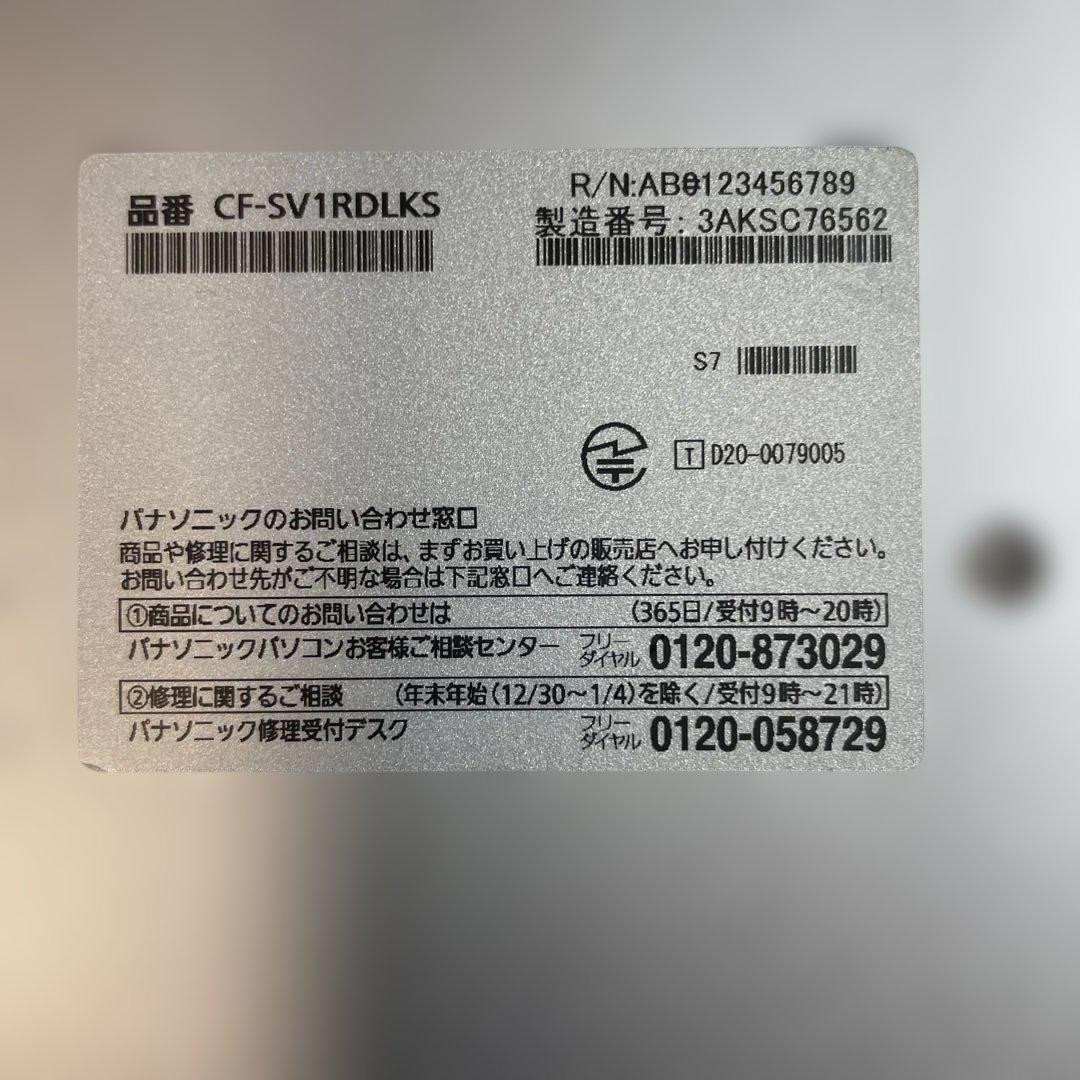 品番 CF-SV1RDLKS
R/N:AB0123456789
製造番号: 3AKSC76562
S7
T D20-0079005
パナソニックのお問い合わせ窓口
商品や修理に関するご相談は、まずお買い上げの販売店へお申し付けください。
お問い合わせ先がご不明な場合は下記窓口へご連絡ください。
①商品についてのお問い合わせは (365日/受付9時～20時)
パナソニックパソコンお客様ご相談センター フリーダイヤル 0120-873029
②修理に関するご相談 (年末年始(12/30～1/4)を除く/受付9時～21時)
パナソニック修理受付デスク フリーダイヤル 0120-058729